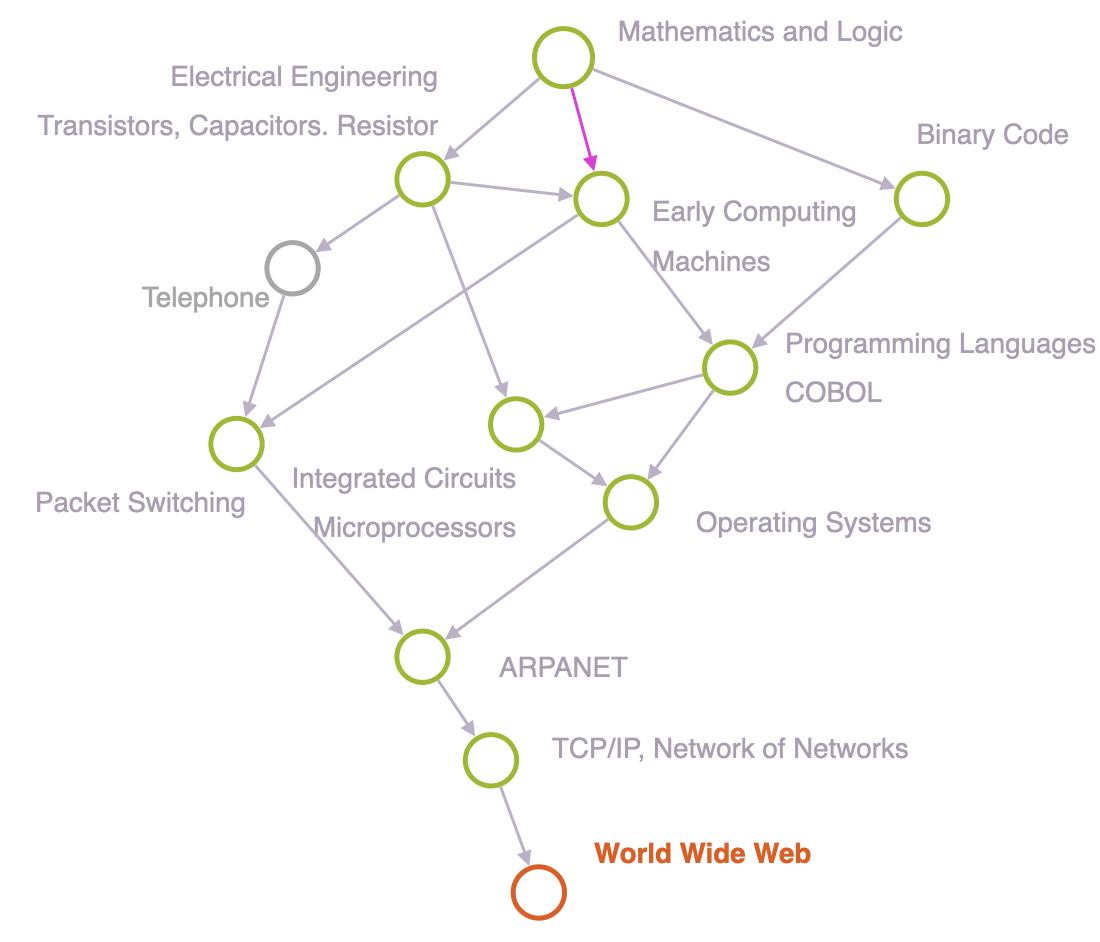 Mathematics and Logic
Electrical Engineering
Transistors, Capacitors. Resistor
Binary Code
Early Computing
Machines
Telephone
Programming Languages
COBOL
Integrated Circuits
Microprocessors
Packet Switching
Operating Systems
ARPANET
TCP/IP, Network of Networks
World Wide Web